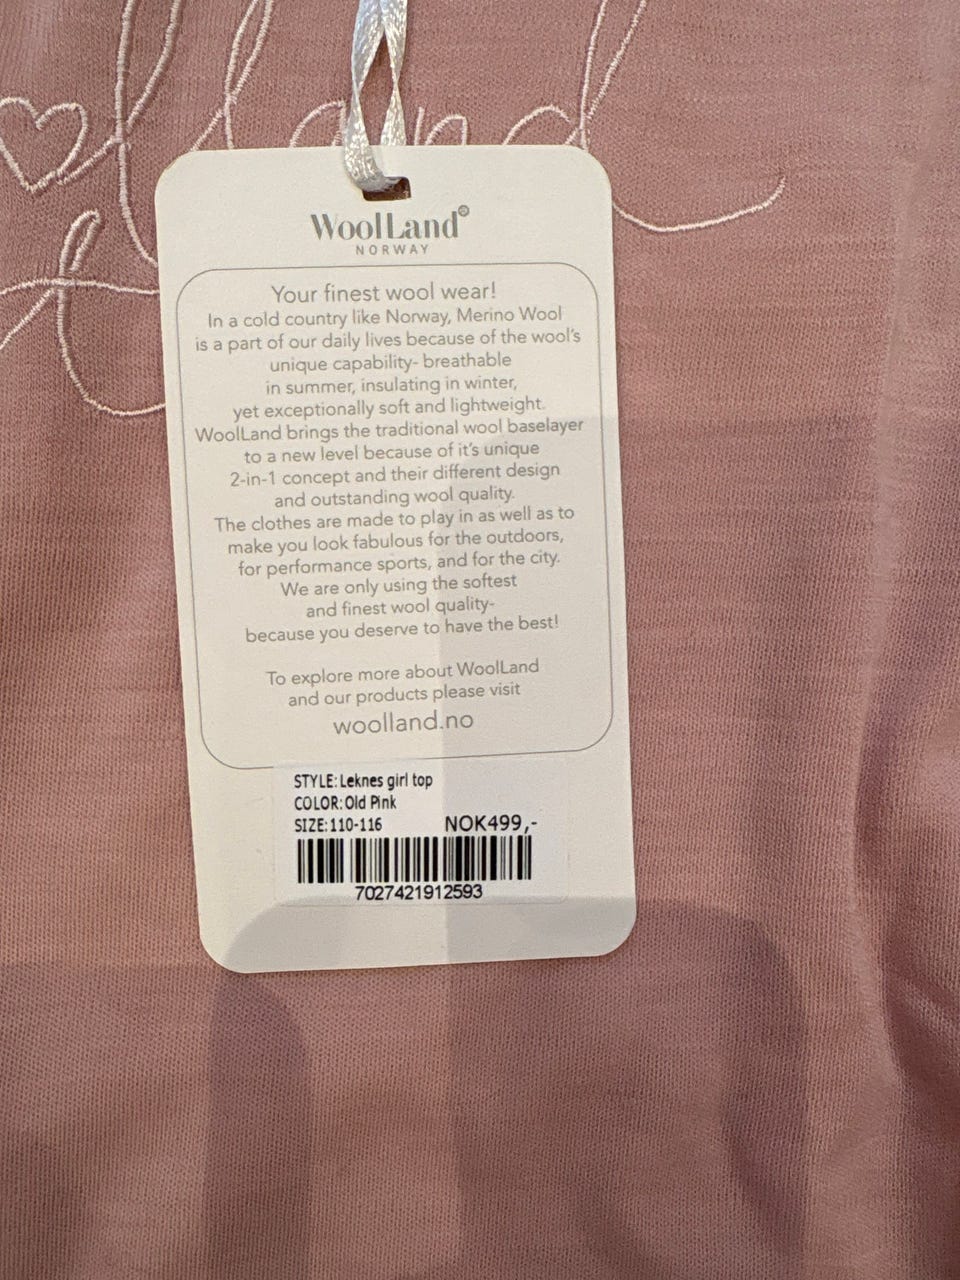 WoolLand®
NORWAY
Your finest wool wear!
In a cold country like Norway, Merino Wool
is a part of our daily lives because of the wool's
unique capability- breathable
in summer, insulating in winter,
yet exceptionally soft and lightweight.
WoolLand brings the traditional wool baselayer
to a new level because of it's unique
2-in-1 concept and their different design
and outstanding wool quality.
The clothes are made to play in as well as to
make you look fabulous for the outdoors,
for performance sports, and for the city.
We are only using the softest
and finest wool quality-
because you deserve to have the best!
To explore more about WoolLand
and our products please visit
woolland.no
STYLE: Leknes girl top
COLOR: Old Pink
SIZE: 110-116 NOK499,-
7027421912593